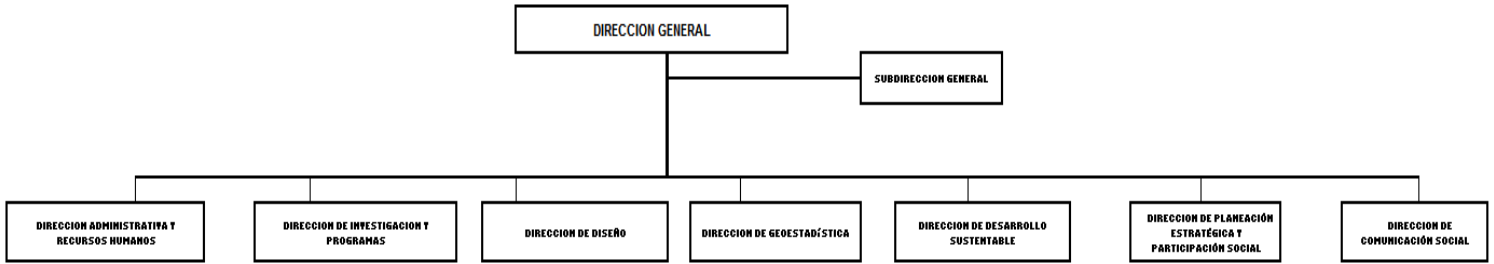 DIRECCION GENERAL
SUBDIRECCION GENERAL
DIRECCION ADMINISTRATIVA Y
RECURSOS HUMANOS
DIRECCION DE INVESTIGACION Y
PROGRAMAS
DIRECCION DE DISEÑO
DIRECCION DE GEOESTADÍSTICA
DIRECCION DE DESARROLLO
SUSTENTABLE
DIRECCION DE PLANEACIÓN
ESTRATÉGICA Y
PARTICIPACIÓN SOCIAL
DIRECCION DE
COMUNICACIÓN SOCIAL